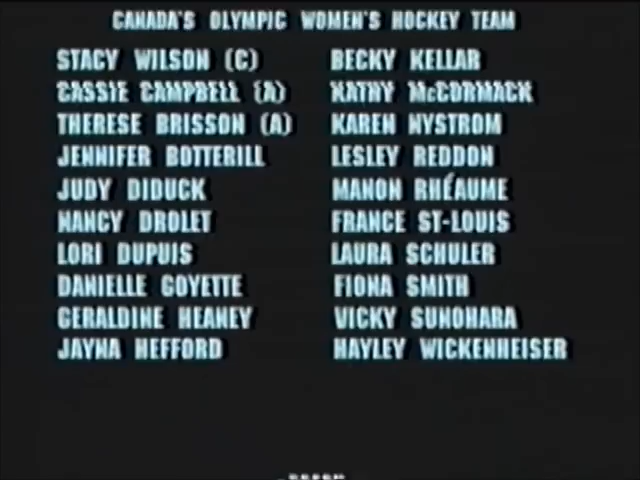 CANADA'S OLYMPIC WOMEN'S HOCKEY TEAM
STACY WILSON (C)
CASSIE CAMPBELL (A)
THERESE BRISSON (A)
JENNIFER BOTTERILL
JUDY DIDUCK
NANCY DROLET
LORI DUPUIS
DANIELLE GOYETTE
GERALDINE HEANEY
JAYNA HEFFORD
BECKY KELLAR
KATHY McCORMACK
KAREN NYSTROM
LESLEY REDDON
MANON RHÉAUME
FRANCE ST-LOUIS
LAURA SCHULER
FIONA SMITH
VICKY SUNOHARA
HAYLEY WICKENHEISER